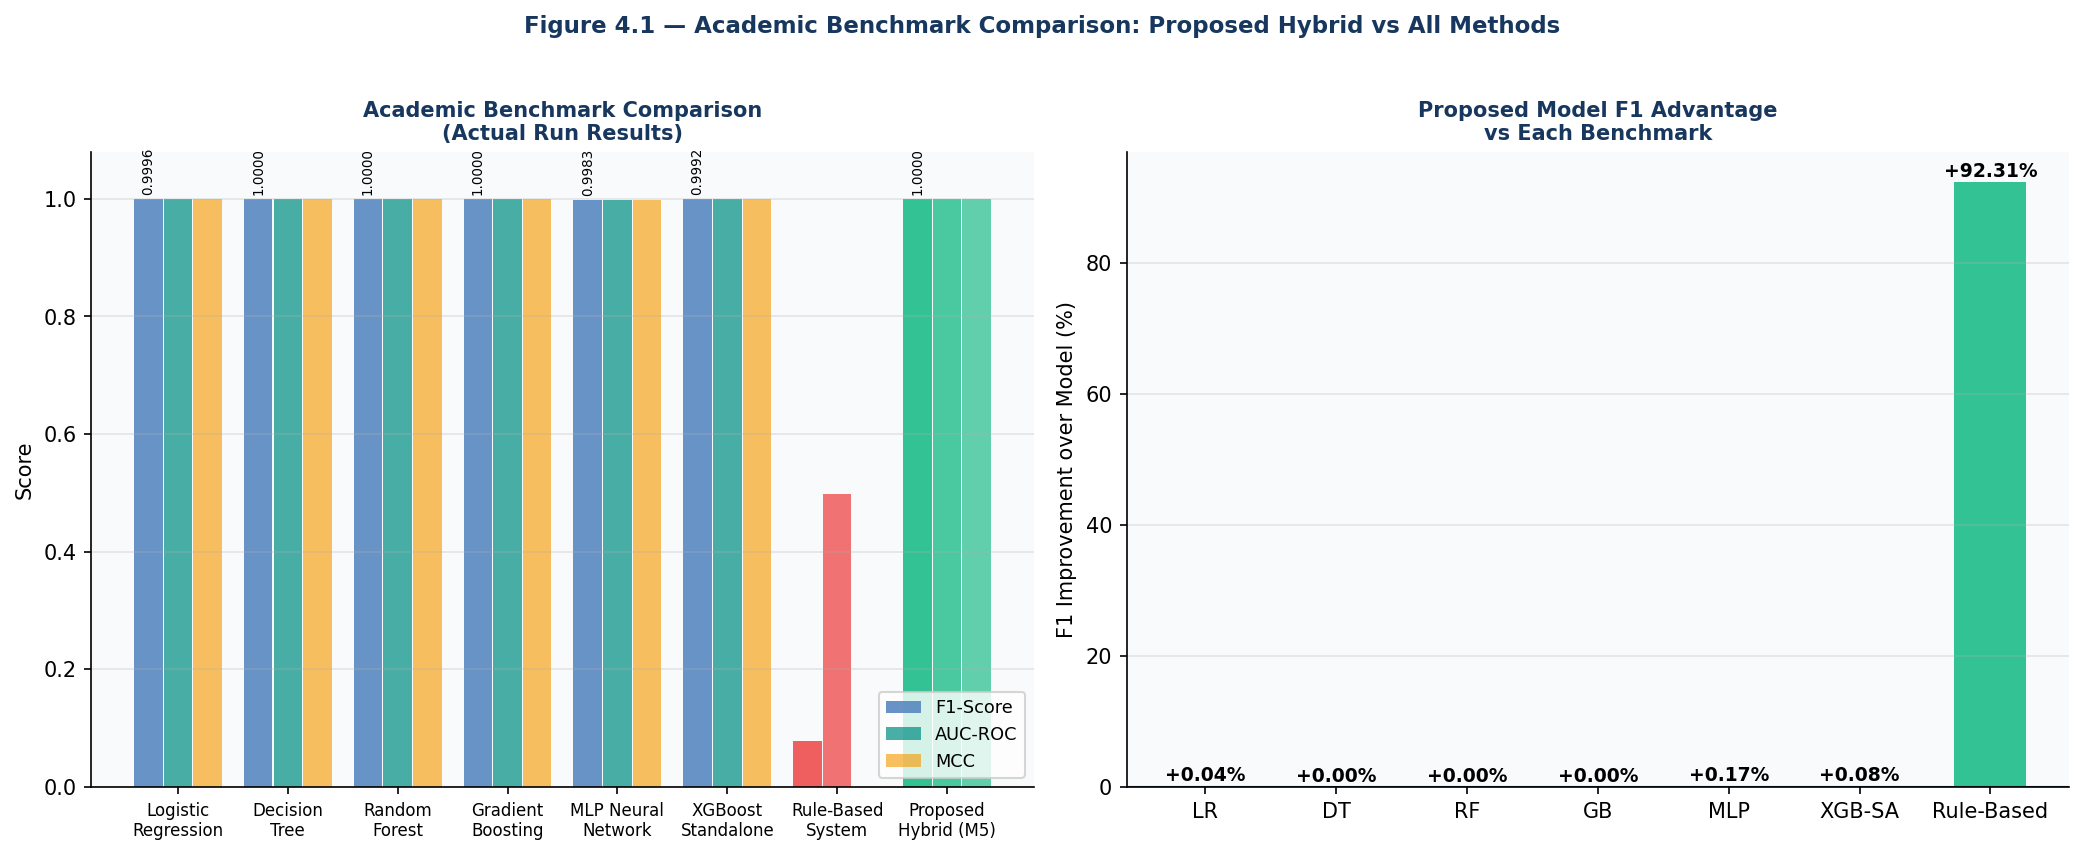 Figure 4.1 — Academic Benchmark Comparison: Proposed Hybrid vs All Methods
Academic Benchmark Comparison
(Actual Run Results)
0.9996
1.0000
1.0000
1.0000
0.9983
0.9992
1.0000
Score
1.0
0.8
0.6
0.4
0.2
0.0
F1-Score
AUC-ROC
MCC
Logistic
Regression
Decision
Tree
Random
Forest
Gradient
Boosting
MLP Neural
Network
XGBoost
Standalone
Rule-Based
System
Proposed
Hybrid (M5)
Proposed Model F1 Advantage
vs Each Benchmark
F1 Improvement over Model (%)
80
60
40
20
0
+0.04%
+0.00%
+0.00%
+0.00%
+0.17%
+0.08%
+92.31%
LR
DT
RF
GB
MLP
XGB-SA
Rule-Based